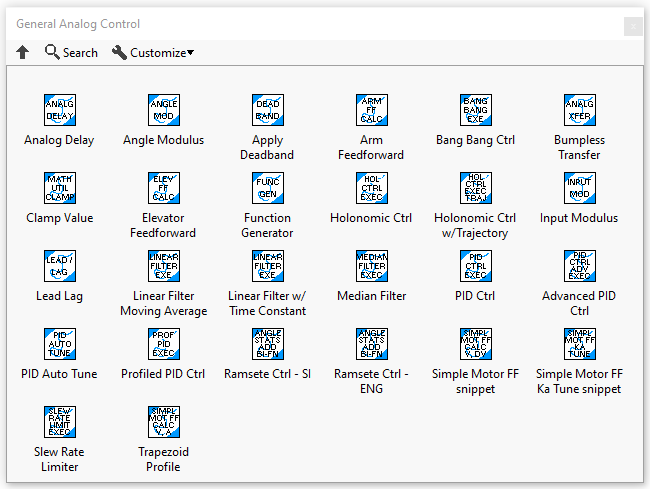 General Analog Control
Search Customize
ANALG DELAY ANGLE MOD DEAD BAND ARM FF CALC BANG BANG EXE ANALG XFER
Analog Delay Angle Modulus Apply Deadband Arm Feedforward Bang Bang Ctrl Bumpless Transfer
MATH UTIL CLAMP ELEV FF CALC FUNC GEN HOL CTRL EXEC HOL CTRL EXEC TRAJ INPUT MOD
Clamp Value Elevator Feedforward Function Generator Holonomic Ctrl Holonomic Ctrl w/Trajectory Input Modulus
LEAD / LAG LINEAR FILTER EXE LINEAR FILTER EXE MEDIAN FILTER EXEC PID CTRL EXEC PID CTRL ADV EXEC
Lead Lag Linear Filter Moving Average Linear Filter w/ Time Constant Median Filter PID Ctrl Advanced PID Ctrl
PID AUTO TUNE PROF PID EXEC ANGLE STATS ADD BI-FN ANGLE STATS ADD BI-FN SIMPL MOT FF CALC V, DV SIMPL MOT FF KA TUNE
PID Auto Tune Profiled PID Ctrl Ramsete Ctrl - SI Ramsete Ctrl - ENG Simple Motor FF snippet Simple Motor FF Ka Tune snippet
SLEW RATE LIMIT EXEC SIMPL MOT FF CALC V, A
Slew Rate Limiter Trapezoid Profile